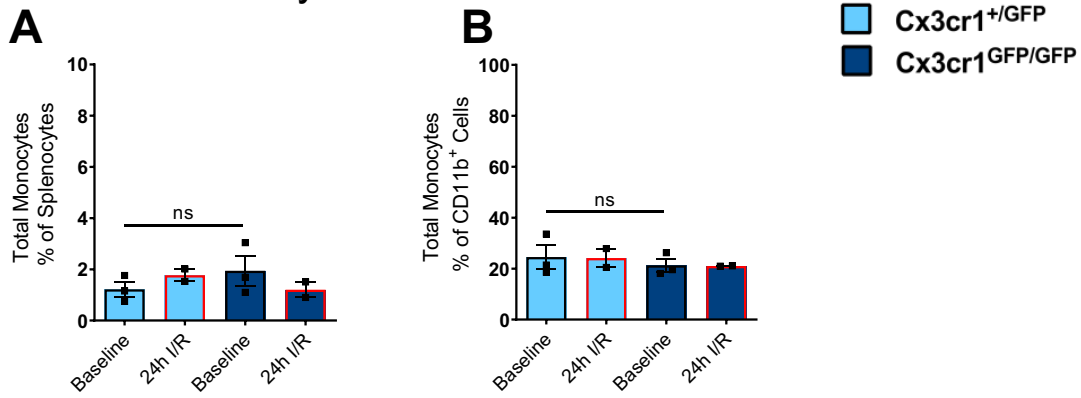 A
B
Cx3cr1+/GFP
Cx3cr1GFP/GFP
Total Monocytes
% of Splenocytes
10
8
6
4
2
0
ns
Baseline
24h I/R
Baseline
24h I/R
Total Monocytes
% of CD11b+ Cells
100
80
60
40
20
0
ns
Baseline
24h I/R
Baseline
24h I/R